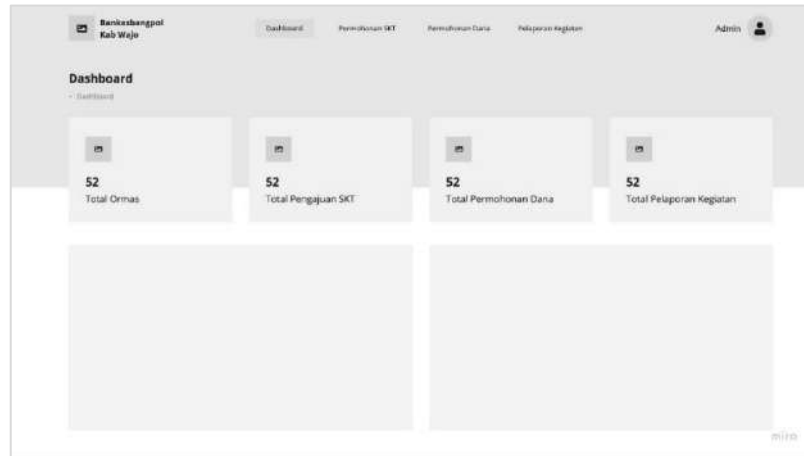 Bankesbangpol
Kab Wajo
Dashboard
Permohonan SKT
Permohonan Dana
Pelaporan Kegiatan
Admin
Dashboard
- Dashboard
52
Total Ormas
52
Total Pengajuan SKT
52
Total Permohonan Dana
52
Total Pelaporan Kegiatan
miro